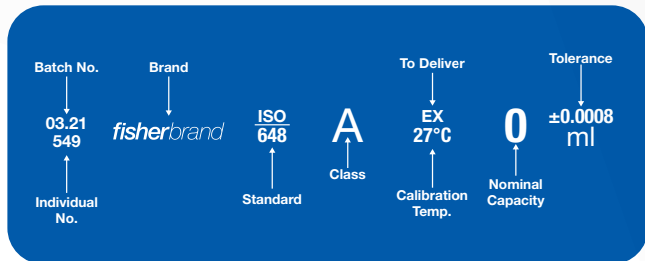 Batch No.
Brand
To Deliver
Tolerance
03.21
549
fisherbrand
ISO
648
A
EX
27°C
0
±0.0008
ml
Individual
No.
Standard
Class
Calibration
Temp.
Nominal
Capacity